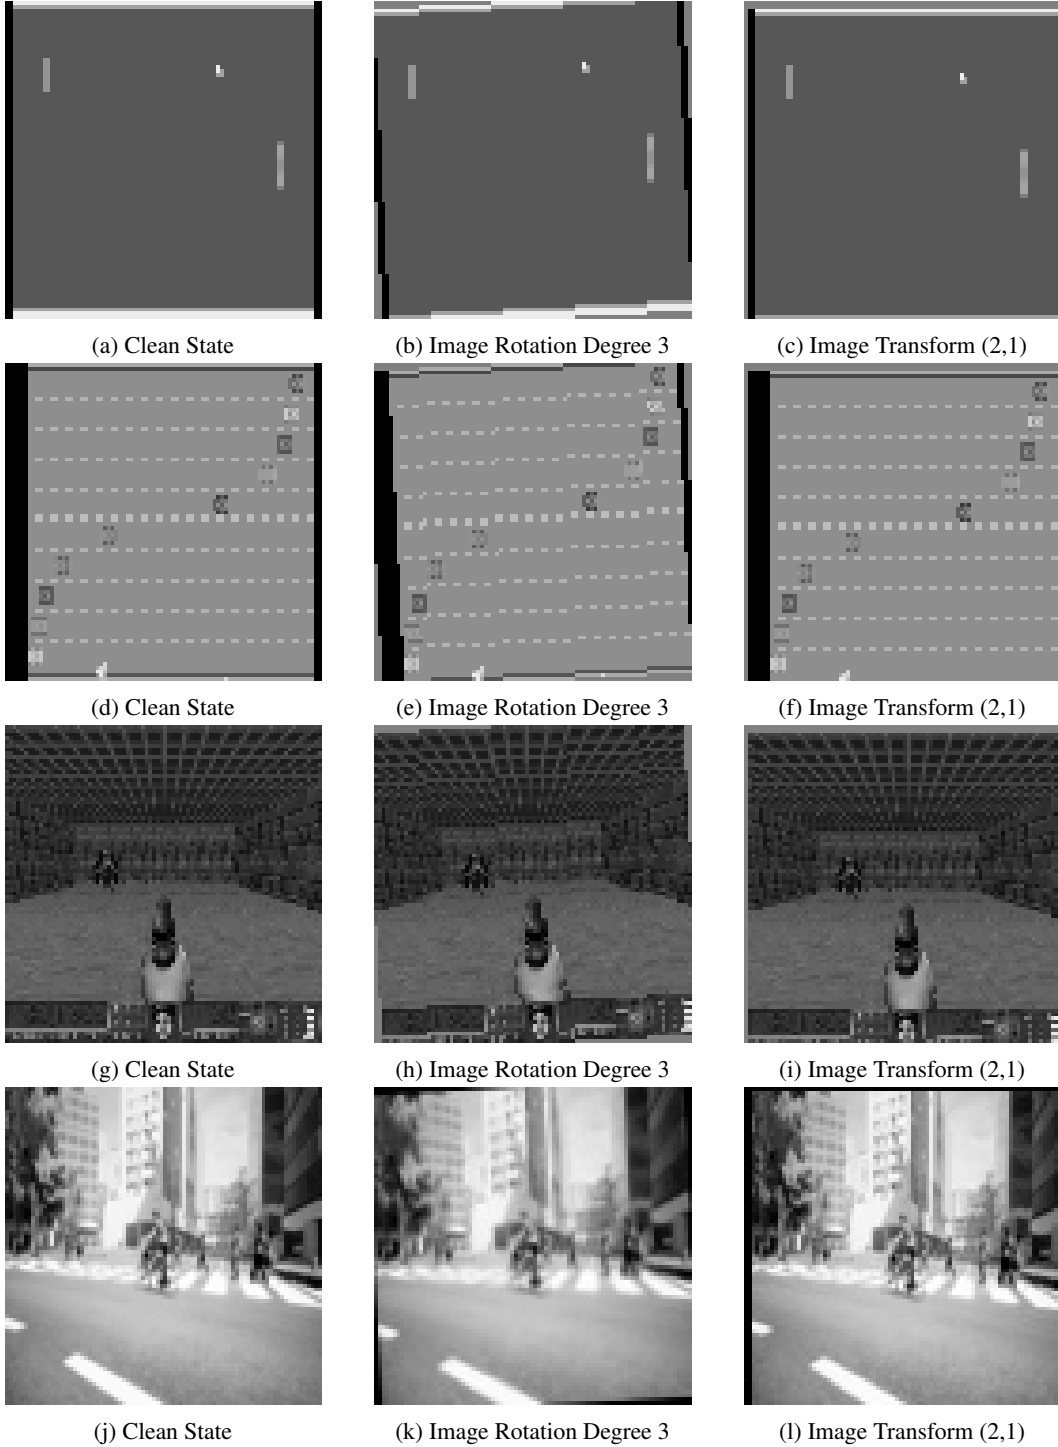 (a) Clean State
(b) Image Rotation Degree 3
(c) Image Transform (2,1)
(d) Clean State
(e) Image Rotation Degree 3
(f) Image Transform (2,1)
(g) Clean State
(h) Image Rotation Degree 3
(i) Image Transform (2,1)
(j) Clean State
(k) Image Rotation Degree 3
(l) Image Transform (2,1)